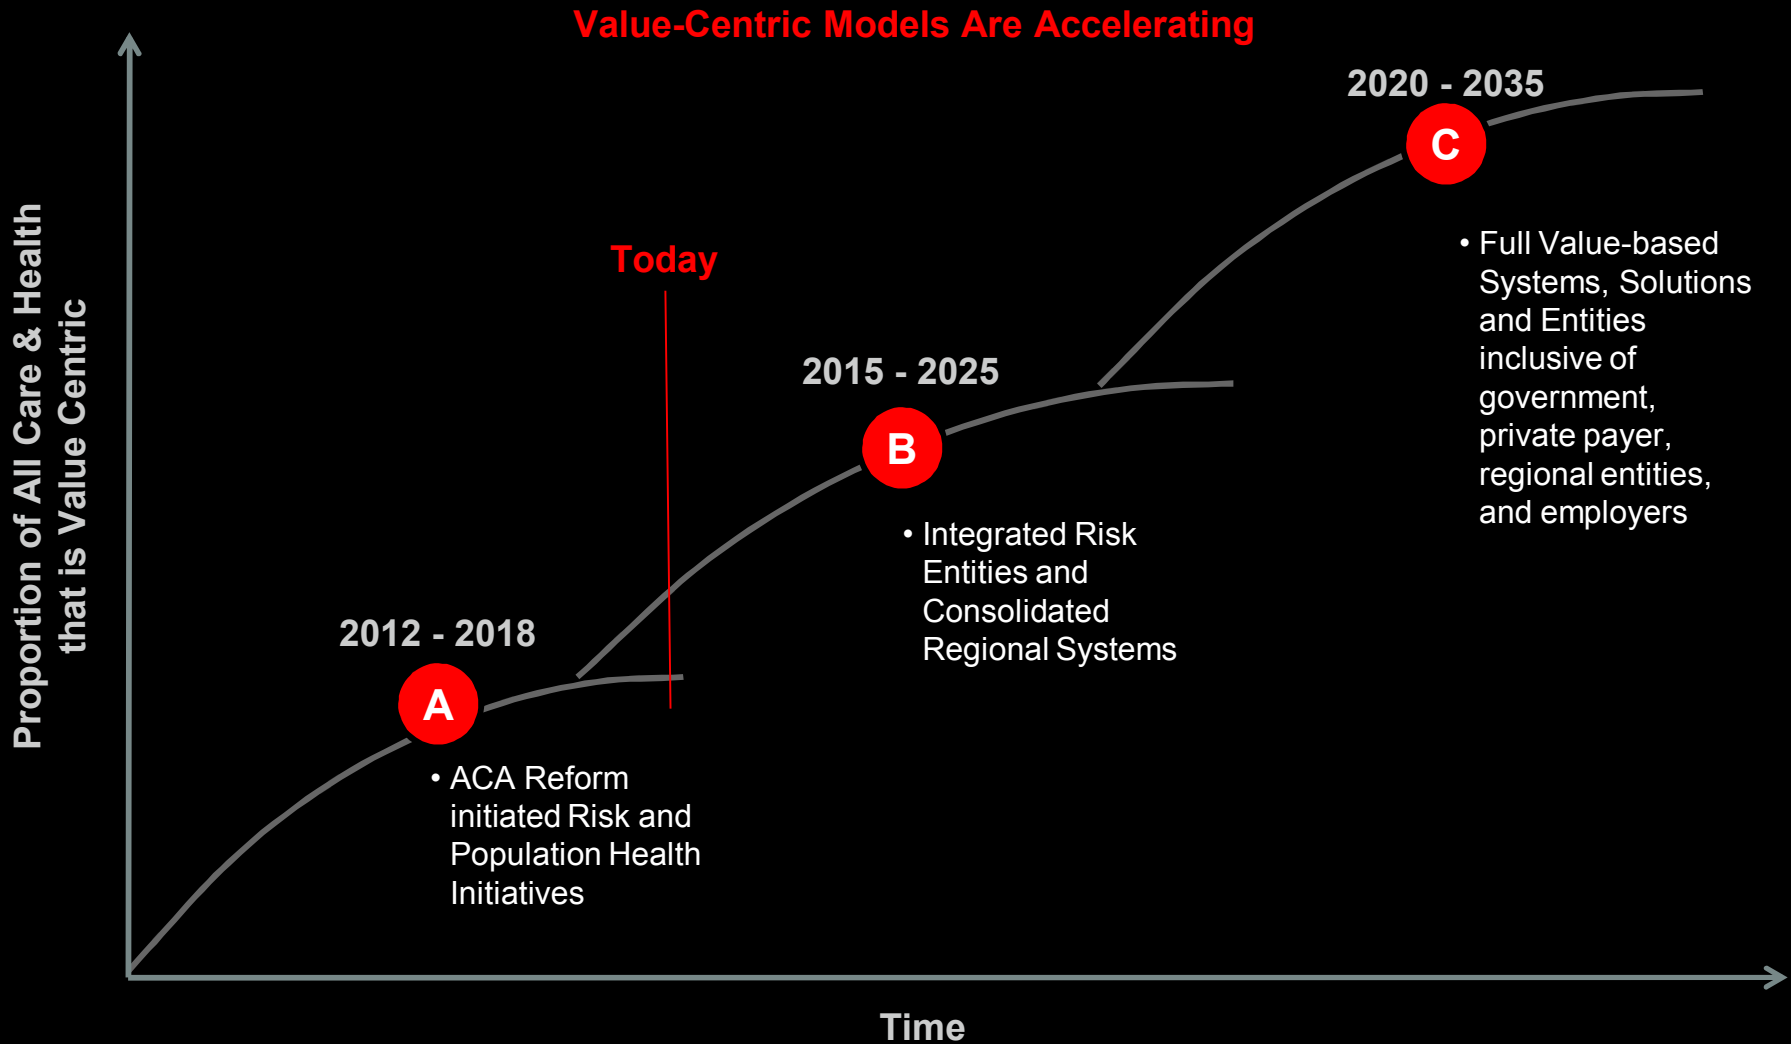 Value-Centric Models Are Accelerating
Proportion of All Care & Health
that is Value Centric
2020 - 2035
C
• Full Value-based
Systems, Solutions
and Entities
inclusive of
government,
private payer,
regional entities,
and employers
Today
2015 - 2025
B
• Integrated Risk
Entities and
Consolidated
Regional Systems
2012 - 2018
A
• ACA Reform
initiated Risk and
Population Health
Initiatives
Time